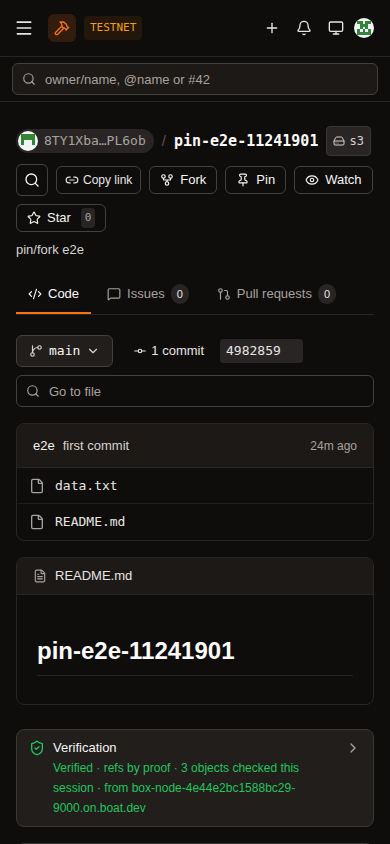 TESTNET
owner/name, @name or #42
8TY1Xba…PL6ob / pin-e2e-11241901 s3
Copy link Fork Pin Watch
Star 0
pin/fork e2e
Code Issues 0 Pull requests 0
main 1 commit 4982859
Go to file
e2e first commit 24m ago
data.txt
README.md
README.md
pin-e2e-11241901
Verification
Verified · refs by proof · 3 objects checked this
session · from box-node-4e44e2bc1588bc29-
9000.on.boat.dev